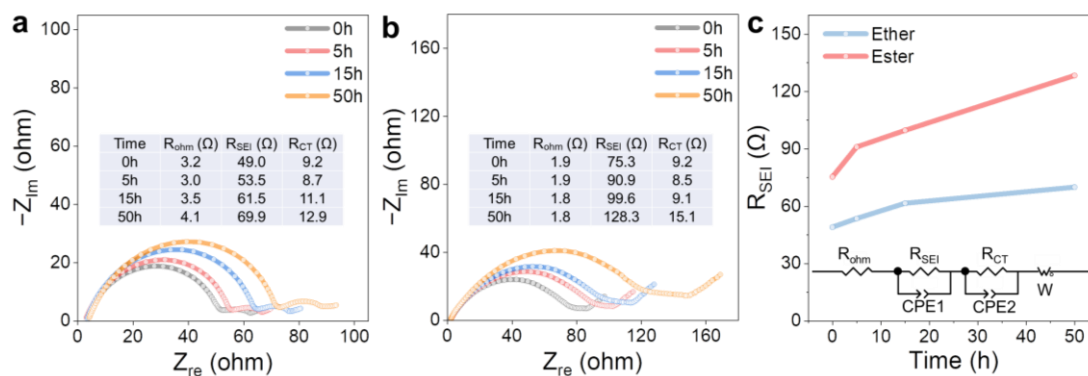 a
0h
5h
15h
50h
Time R_ohm (Ω) R_SEI (Ω) R_CT (Ω)
0h 3.2 49.0 9.2
5h 3.0 53.5 8.7
15h 3.5 61.5 11.1
50h 4.1 69.9 12.9
100
80
60
40
20
0
−Z_Im (ohm)
0 20 40 60 80 100
Z_re (ohm)
b
0h
5h
15h
50h
Time R_ohm (Ω) R_SEI (Ω) R_CT (Ω)
0h 1.9 75.3 9.2
5h 1.9 90.9 8.5
15h 1.8 99.6 9.1
50h 1.8 128.3 15.1
180
140
100
60
20
−Z_Im (ohm)
0 40 80 120 160
Z_re (ohm)
c
Ether
Ester
150
120
90
60
30
0
R_SEI (Ω)
R_ohm R_SEI R_CT
CPE1 CPE2 W
0 10 20 30 40 50
Time (h)